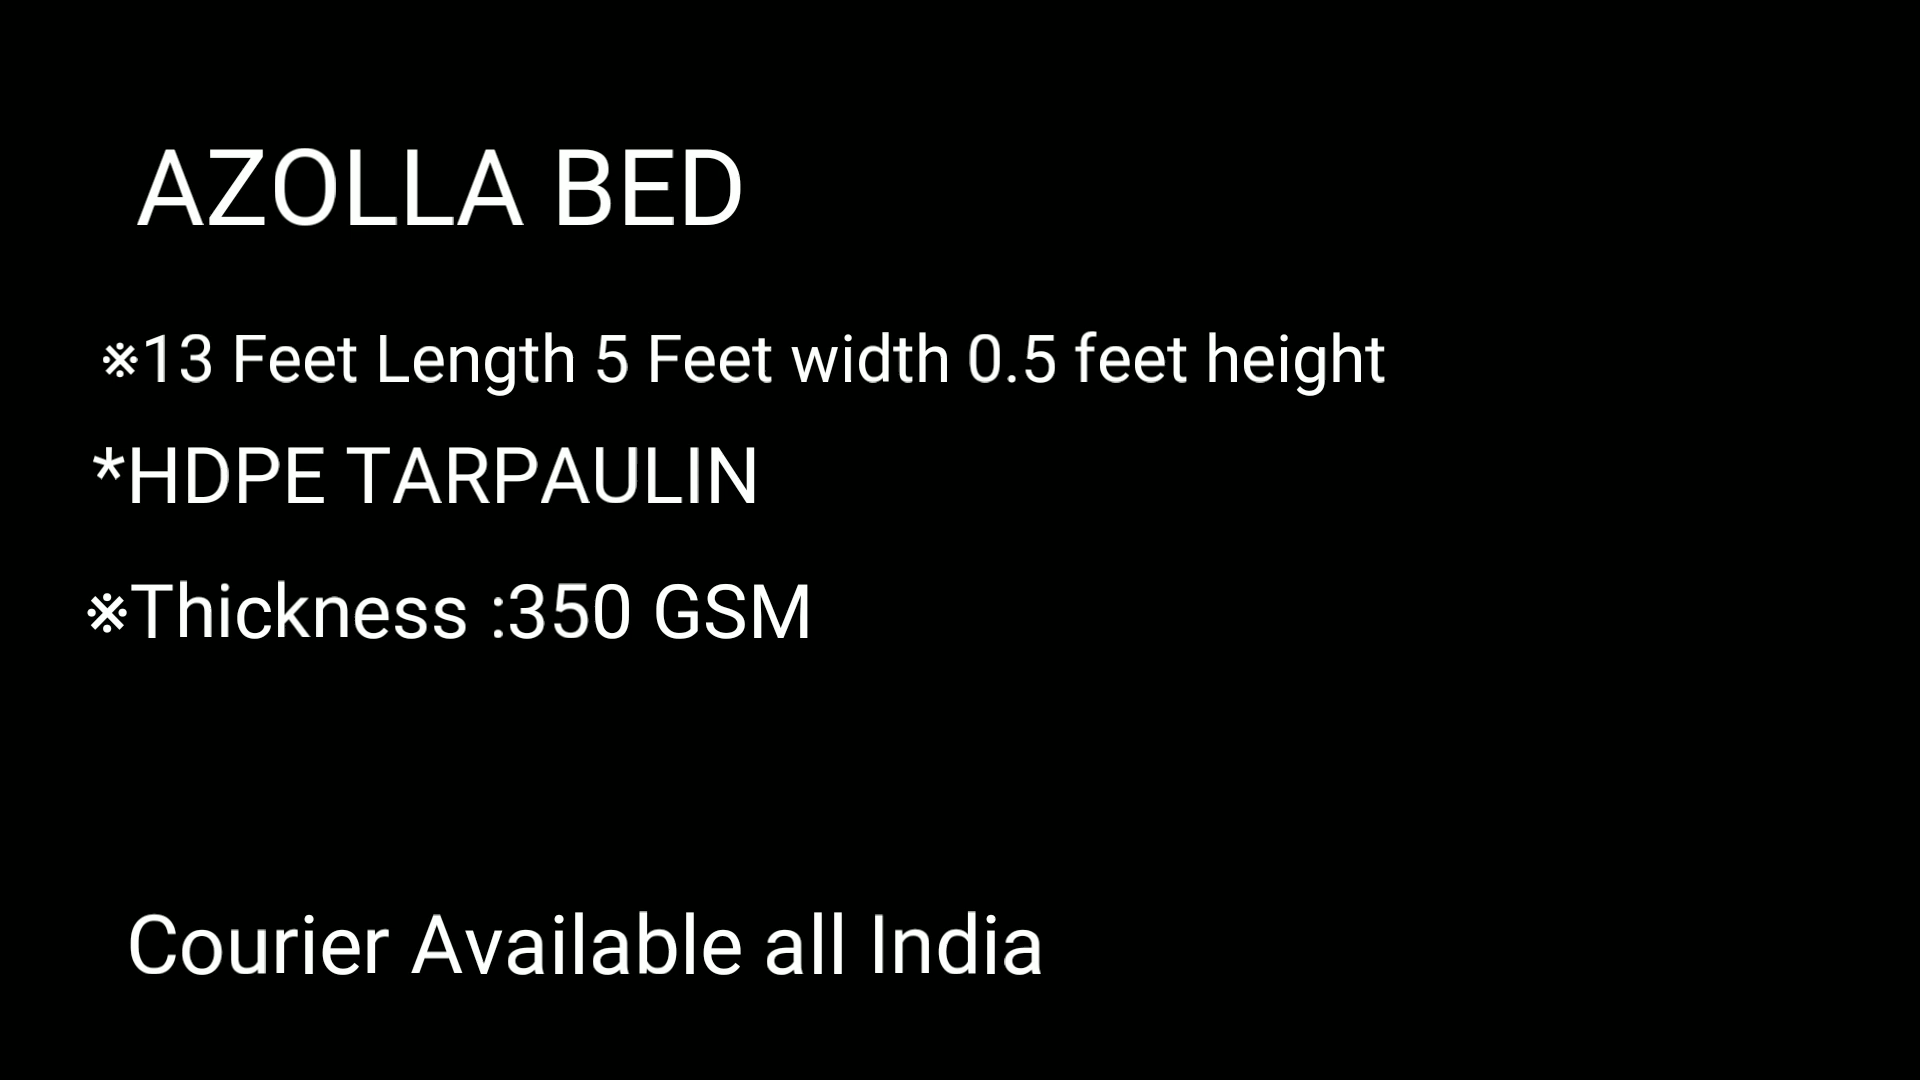 AZOLLA BED
※13 Feet Length 5 Feet width 0.5 feet height
*HDPE TARPAULIN
※Thickness :350 GSM
Courier Available all India